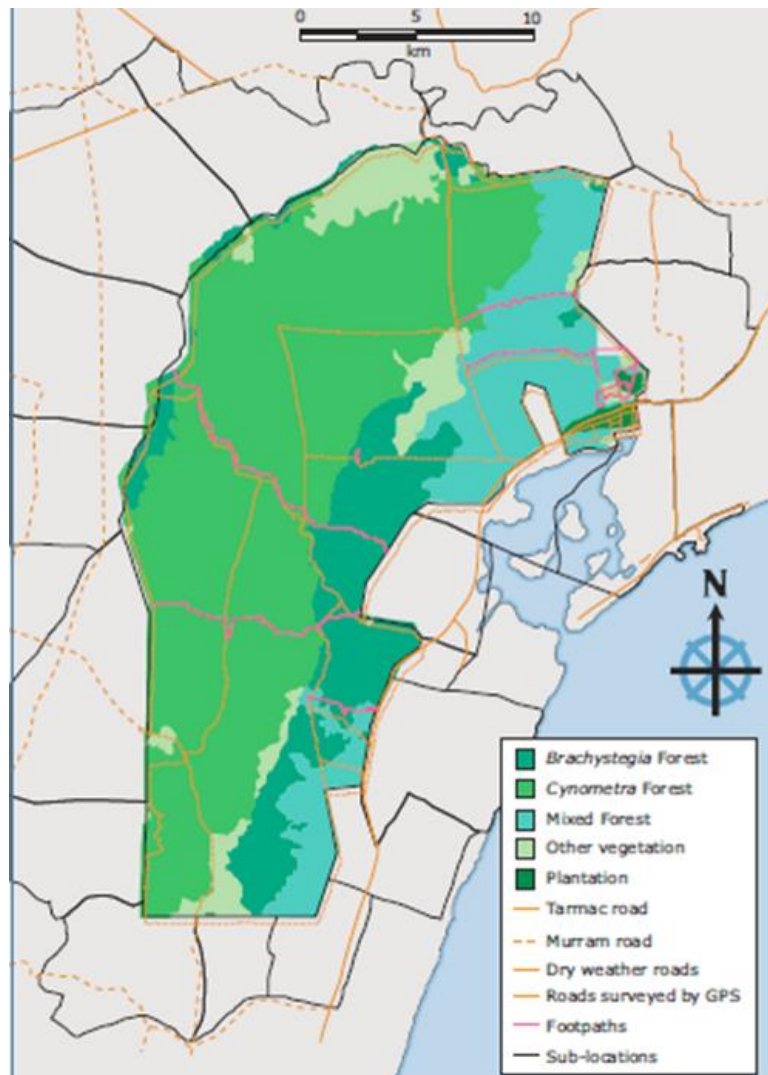 0 5 10
km
N
Brachystegia Forest
Cynometra Forest
Mixed Forest
Other vegetation
Plantation
Tarmac road
Murram road
Dry weather roads
Roads surveyed by GPS
Footpaths
Sub-locations